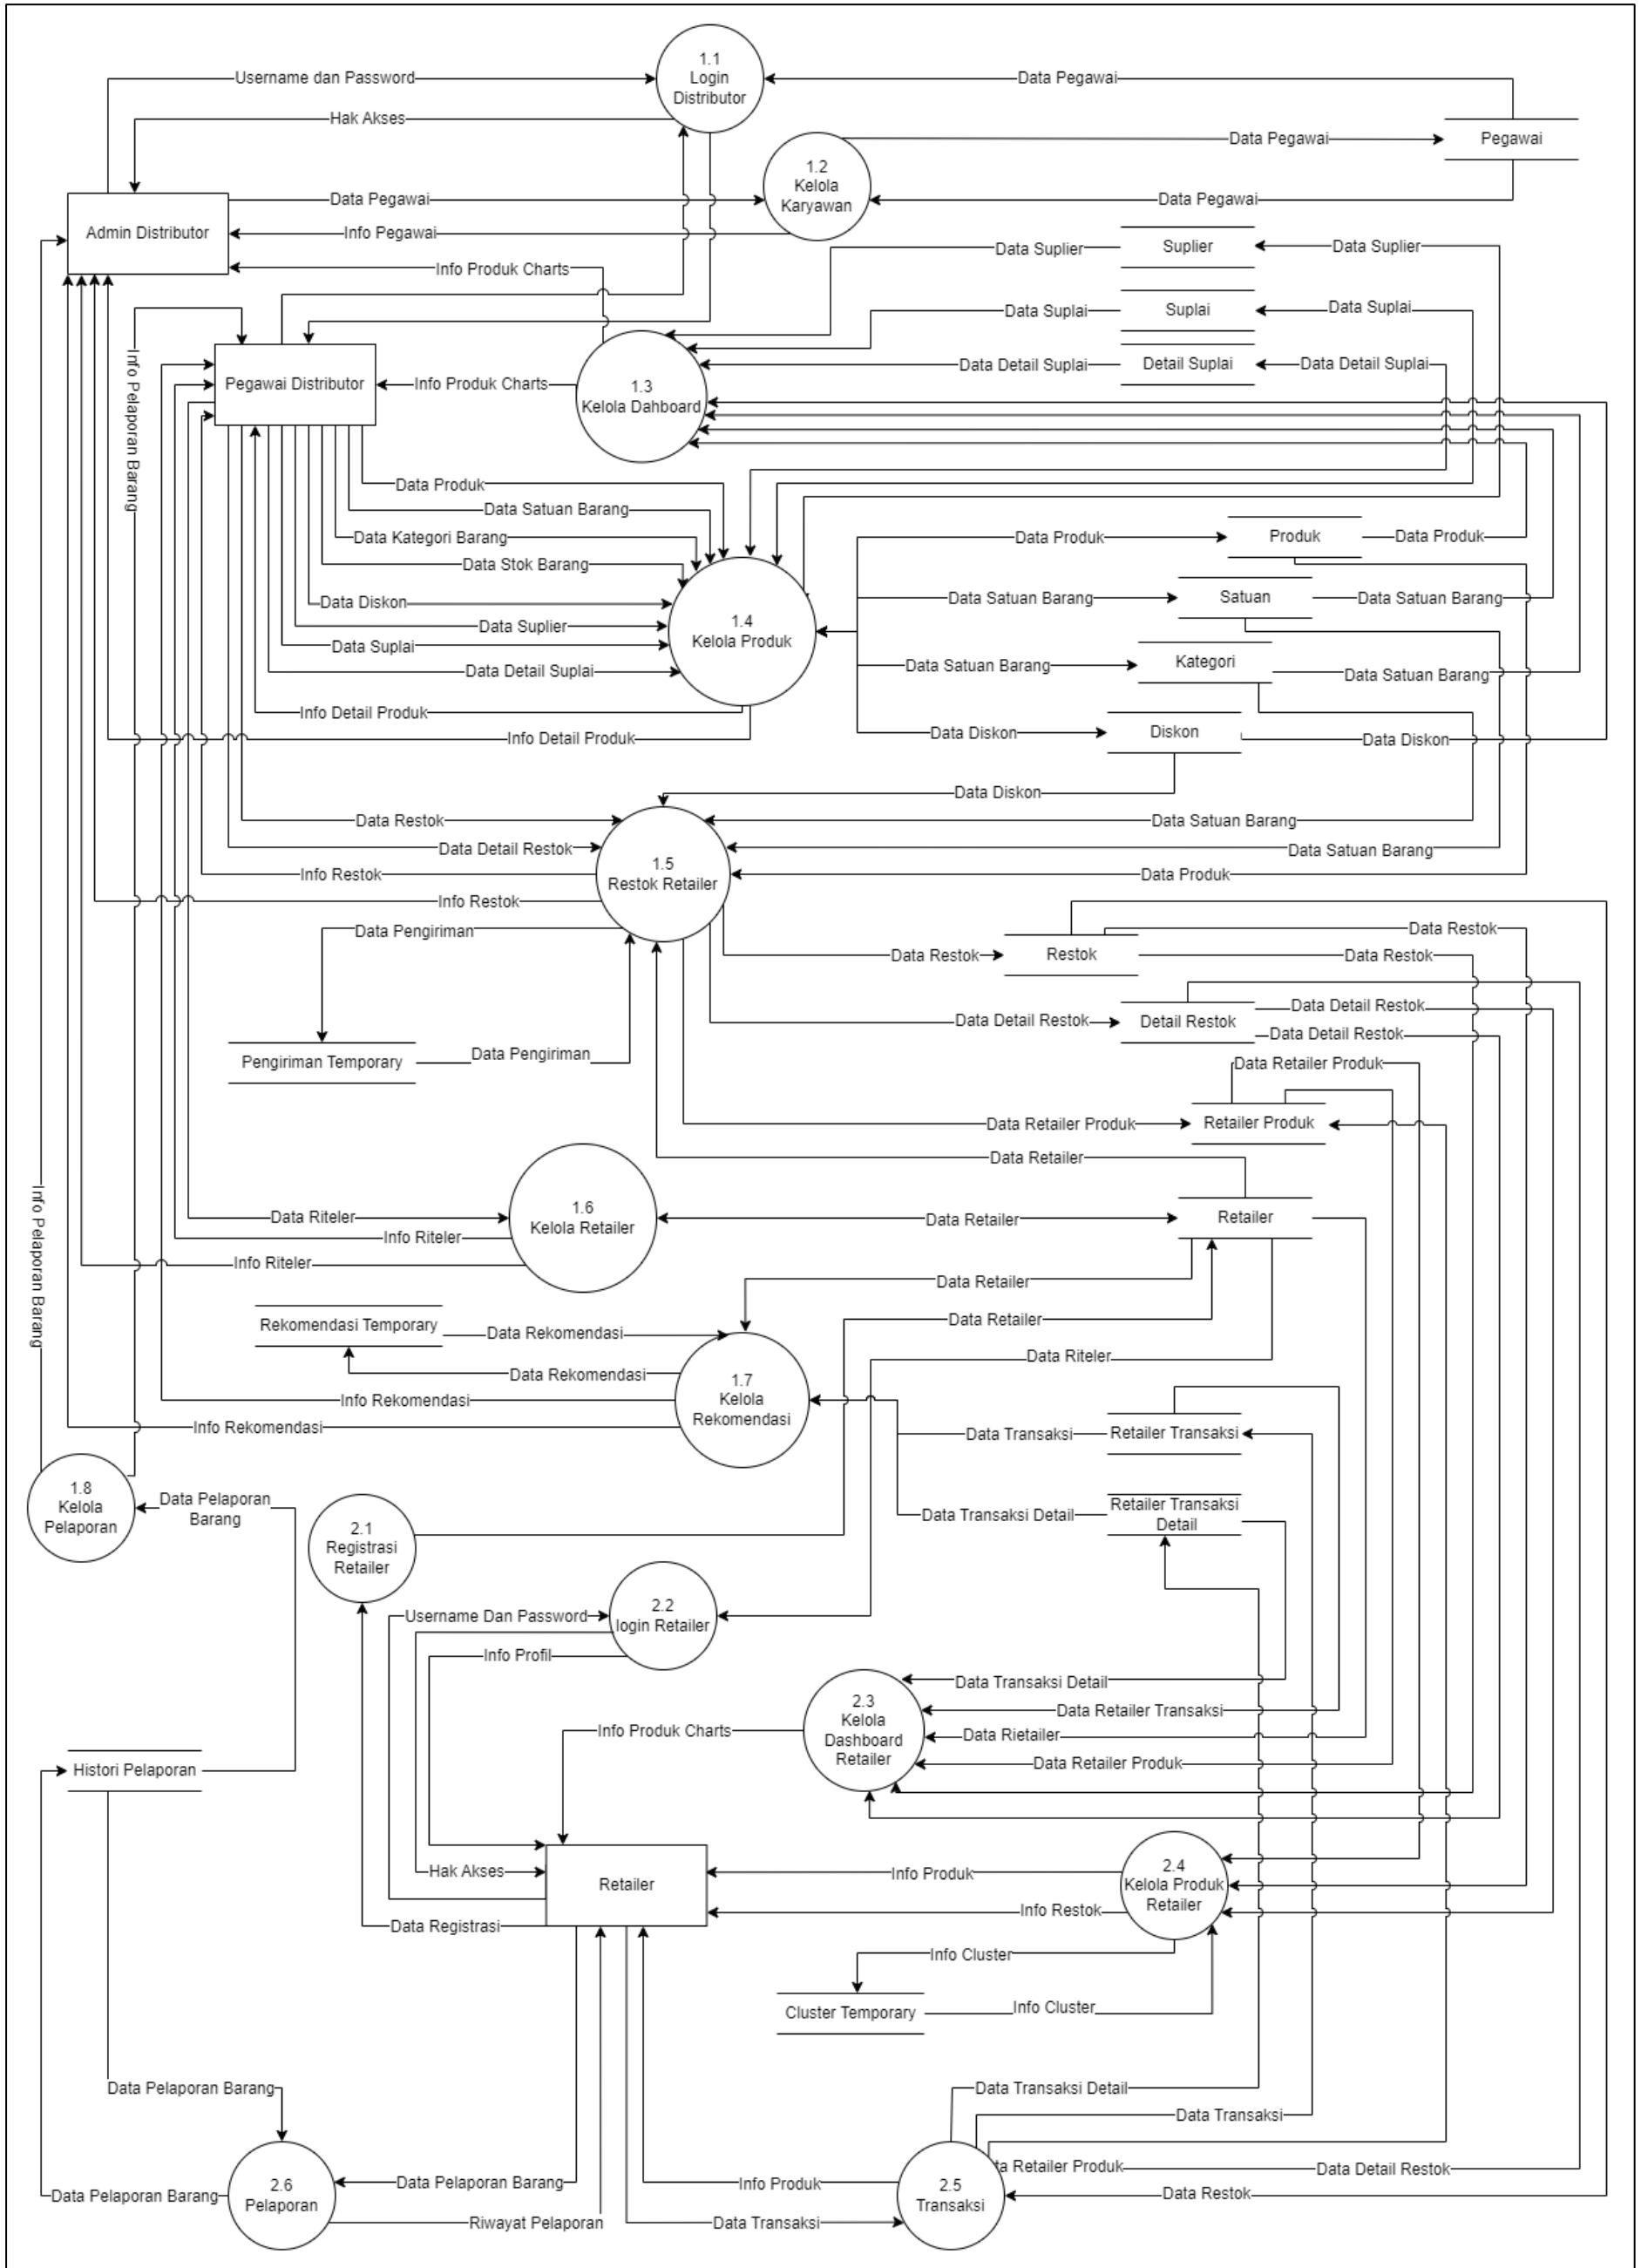 1.1
Login
Distributor
Username dan Password
Data Pegawai
Hak Akses
Data Pegawai
Pegawai
1.2
Kelola
Karyawan
Data Pegawai
Data Pegawai
Admin Distributor
Info Pegawai
Data Suplier
Suplier
Data Suplier
Info Produk Charts
Data Suplai
Suplai
Data Suplai
Info Pelaporan Barang
Data Detail Suplai
Detail Suplai
Data Detail Suplai
Pegawai Distributor
Info Produk Charts
1.3
Kelola Dahboard
Data Produk
Data Satuan Barang
Data Kategori Barang
Data Stok Barang
Data Diskon
Data Suplier
Data Suplai
Data Detail Suplai
1.4
Kelola Produk
Data Produk
Produk
Data Produk
Data Satuan Barang
Satuan
Data Satuan Barang
Data Satuan Barang
Kategori
Data Satuan Barang
Data Diskon
Diskon
Data Diskon
Info Detail Produk
Info Detail Produk
Data Diskon
Data Restok
Data Satuan Barang
Data Detail Restok
Data Satuan Barang
1.5
Restok Retailer
Info Restok
Data Produk
Info Restok
Data Pengiriman
Data Restok
Data Restok
Restok
Data Restok
Data Detail Restok
Data Detail Restok
Detail Restok
Data Detail Restok
Pengiriman Temporary
Data Pengiriman
Data Retailer Produk
Data Retailer Produk
Retailer Produk
Data Retailer
1.6
Kelola Retailer
Data Riteler
Data Retailer
Retailer
Info Riteler
Info Riteler
Info Pelaporan Barang
Data Retailer
Rekomendasi Temporary
Data Rekomendasi
Data Retailer
Data Riteler
Data Rekomendasi
1.7
Kelola
Rekomendasi
Info Rekomendasi
Info Rekomendasi
Data Transaksi
Retailer Transaksi
1.8
Kelola
Pelaporan
Data Pelaporan
Barang
Data Transaksi Detail
Retailer Transaksi
Detail
2.1
Registrasi
Retailer
2.2
login Retailer
Username Dan Password
Info Profil
2.3
Kelola
Dashboard
Retailer
Data Transaksi Detail
Data Retailer Transaksi
Info Produk Charts
Data Rietailer
Data Retailer Produk
Histori Pelaporan
Hak Akses
Retailer
Info Produk
2.4
Kelola Produk
Retailer
Info Restok
Data Registrasi
Info Cluster
Cluster Temporary
Info Cluster
Data Pelaporan Barang
Data Transaksi Detail
Data Transaksi
ta Retailer Produk
Data Detail Restok
2.6
Pelaporan
Data Pelaporan Barang
Data Pelaporan Barang
Info Produk
2.5
Transaksi
Data Restok
Riwayat Pelaporan
Data Transaksi